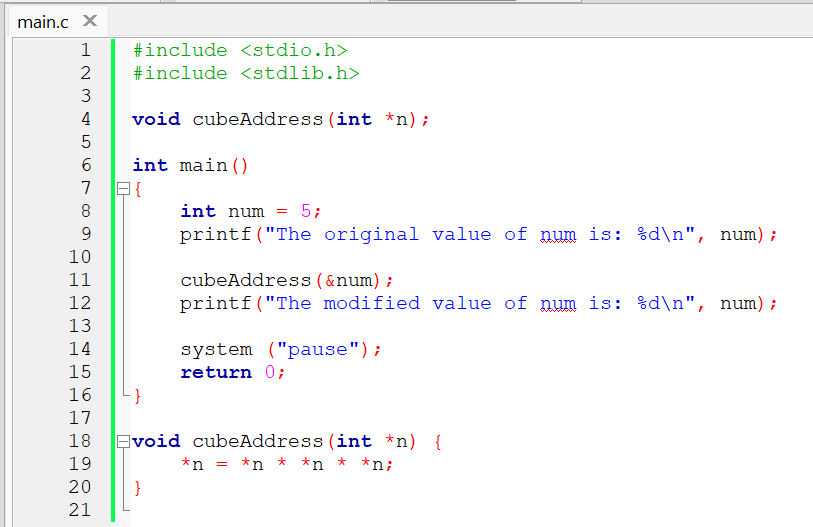 main.c
1 #include <stdio.h>
2 #include <stdlib.h>
3
4 void cubeAddress(int *n);
5
6 int main()
7 {
8     int num = 5;
9     printf("The original value of num is: %d\n", num);
10
11     cubeAddress(&num);
12     printf("The modified value of num is: %d\n", num);
13
14     system ("pause");
15     return 0;
16 }
17
18 void cubeAddress(int *n) {
19     *n = *n * *n * *n;
20 }
21